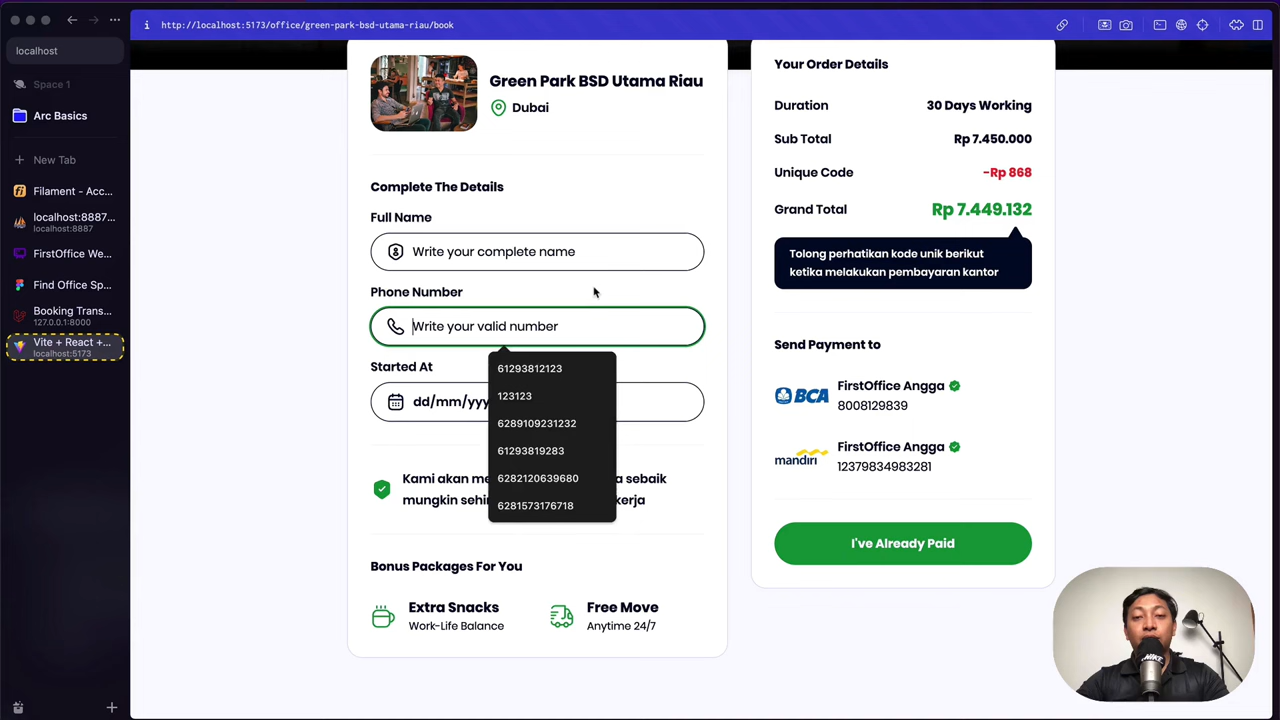 http://localhost:5173/office/green-park-bsd-utama-riau/book
localhost
Space 1
Arc Basics
New Tab
Filament - Acc...
localhost:8887...
localhost:8887
FirstOffice We...
Find Office Sp...
Booking Trans...
127.0.0.1:8000
Vite + React +...
localhost:5173
Green Park BSD Utama Riau
Dubai
Complete The Details
Full Name
Write your complete name
Phone Number
Write your valid number
61293812123
123123
6289109231232
61293819283
6282120639680
6281573176718
Started At
dd/mm/yyy
Kami akan me
a sebaik
mungkin sehi
kerja
Bonus Packages For You
Extra Snacks
Work-Life Balance
Free Move
Anytime 24/7
Your Order Details
Duration
30 Days Working
Sub Total
Rp 7.450.000
Unique Code
-Rp 868
Grand Total
Rp 7.449.132
Tolong perhatikan kode unik berikut
ketika melakukan pembayaran kantor
Send Payment to
BCA
FirstOffice Angga
8008129839
mandiri
FirstOffice Angga
12379834983281
I've Already Paid
NIKE